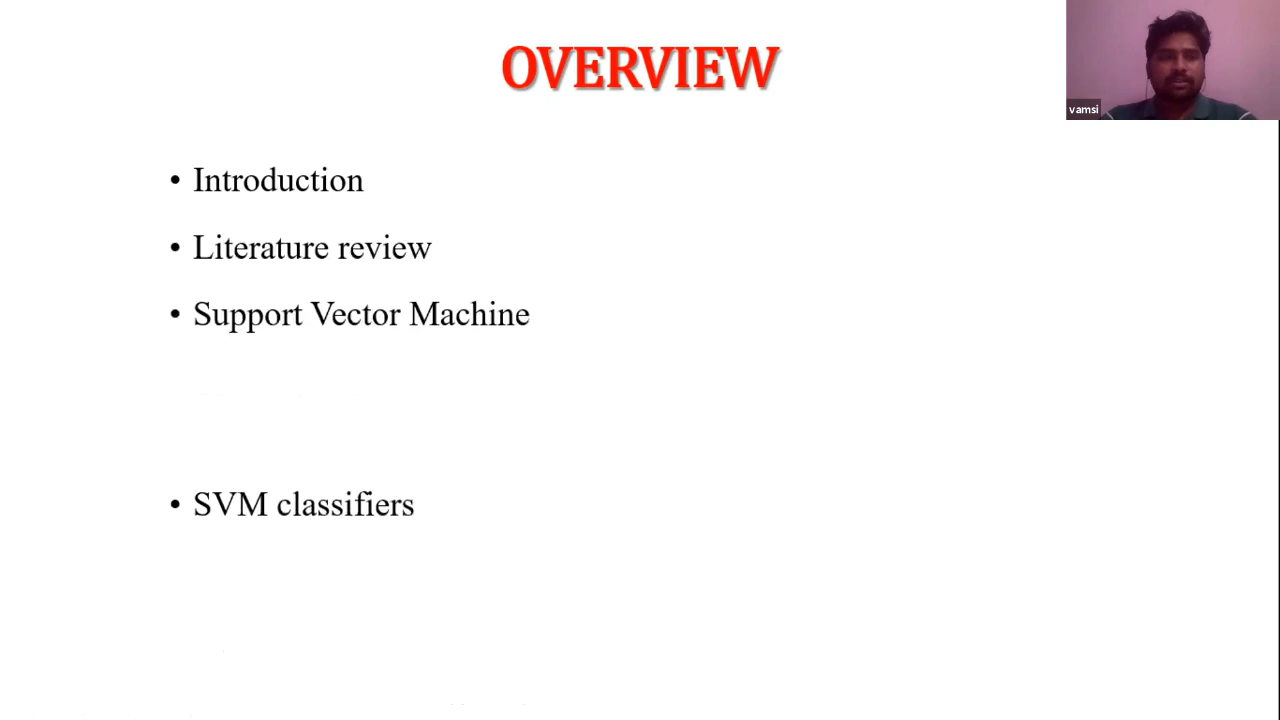 OVERVIEW
vamsi
• Introduction
• Literature review
• Support Vector Machine
• SVM classifiers